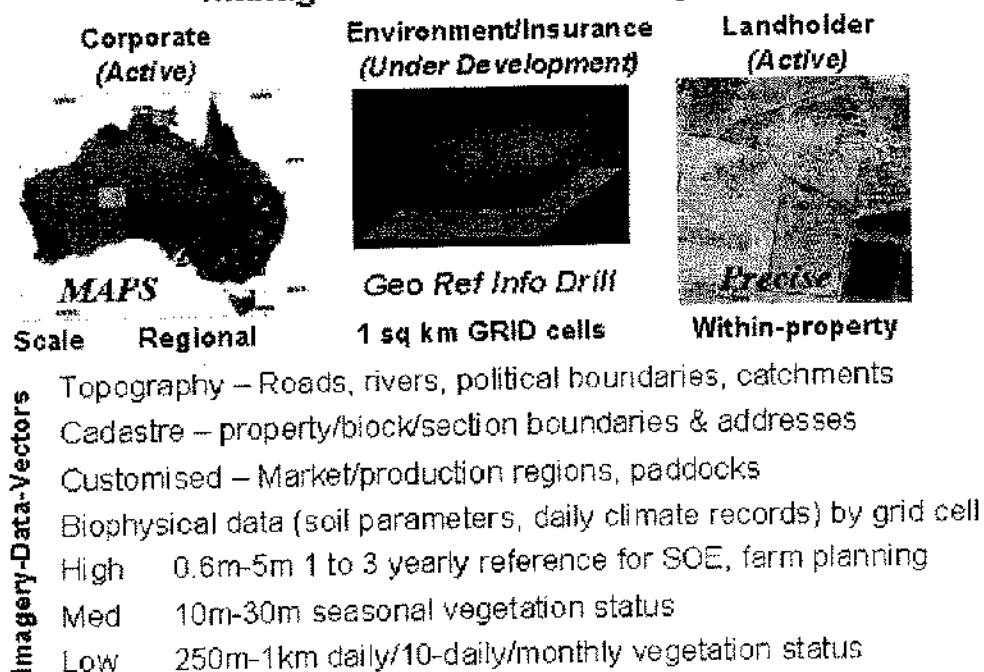 Corporate Environment/Insurance Landholder
(Active) (Under Development) (Active)
MAPS Geo Ref Info Drill Precise
Scale Regional 1 sq km GRID cells Within-property
Imagery-Data-Vectors
Topography – Roads, rivers, political boundaries, catchments
Cadastre – property/block/section boundaries & addresses
Customised – Market/production regions, paddocks
Biophysical data (soil parameters, daily climate records) by grid cell
High 0.6m-5m 1 to 3 yearly reference for SOE, farm planning
Med 10m-30m seasonal vegetation status
Low 250m-1km daily/10-daily/monthly vegetation status